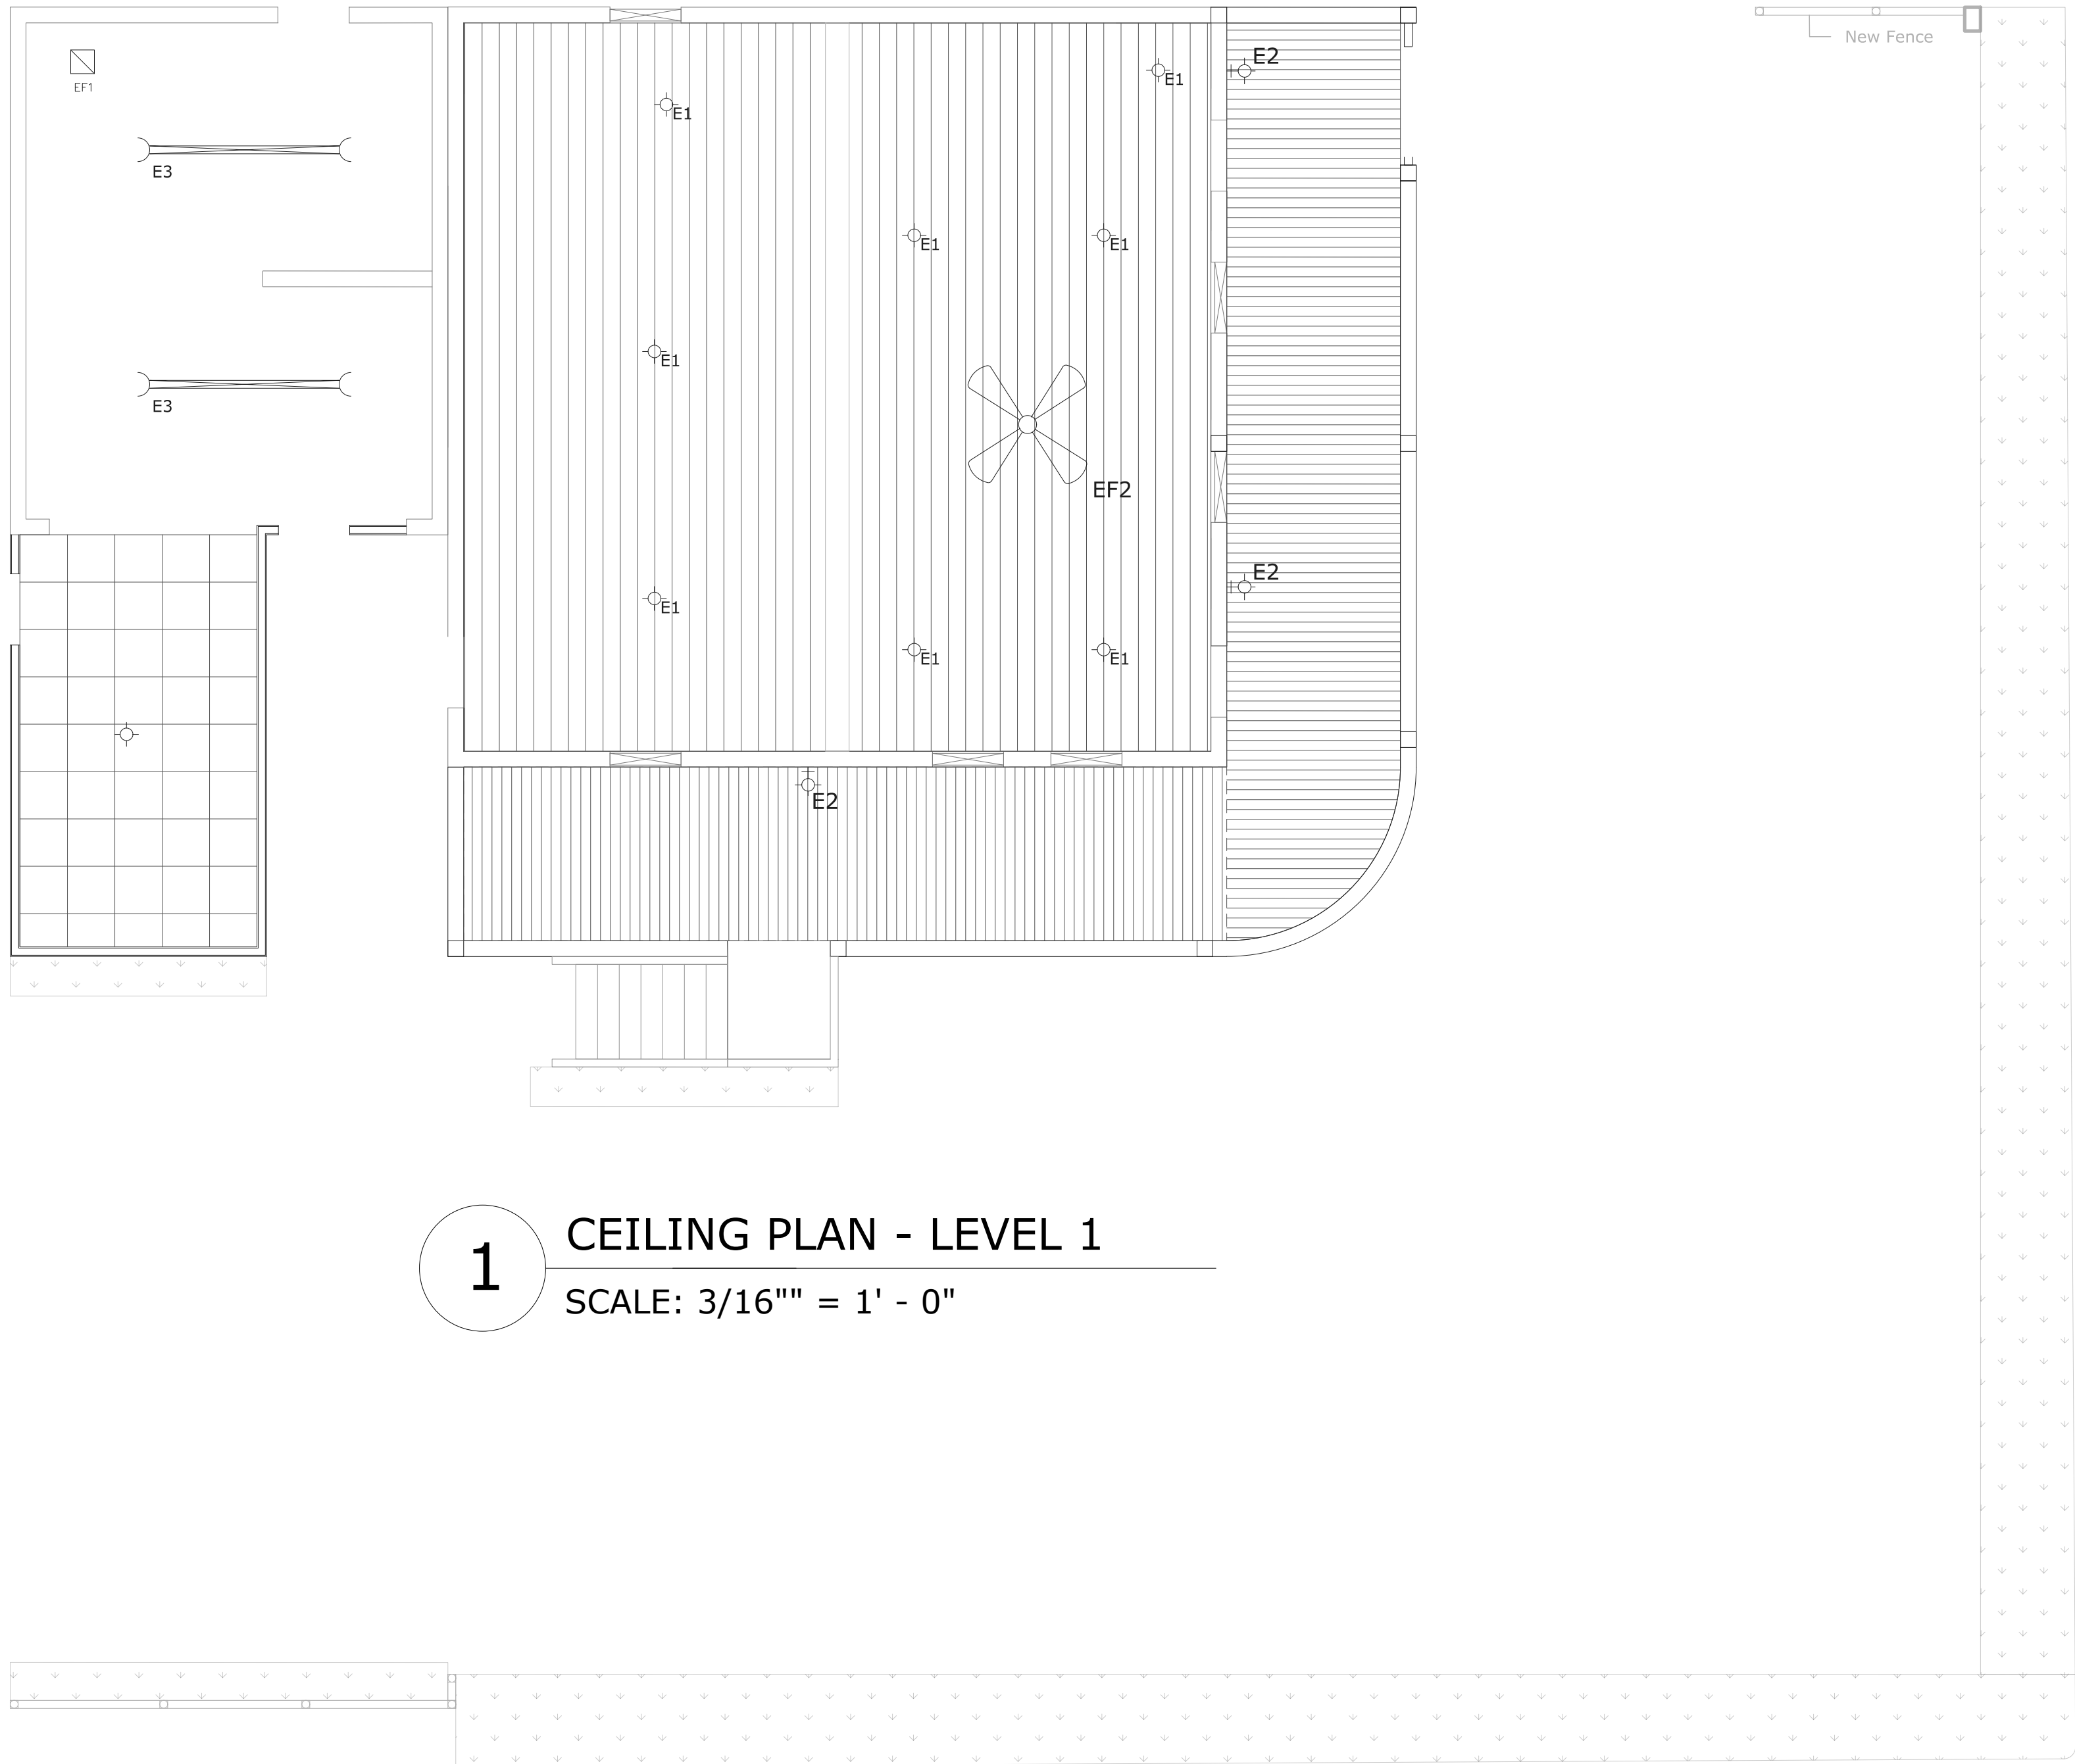 New Fence
E2
E1
EF1
E1
E3
E1
E1
E1
E3
EF2
E2
E1
E1
E1
E2
1
CEILING PLAN - LEVEL 1
SCALE: 3/16"" = 1' - 0"